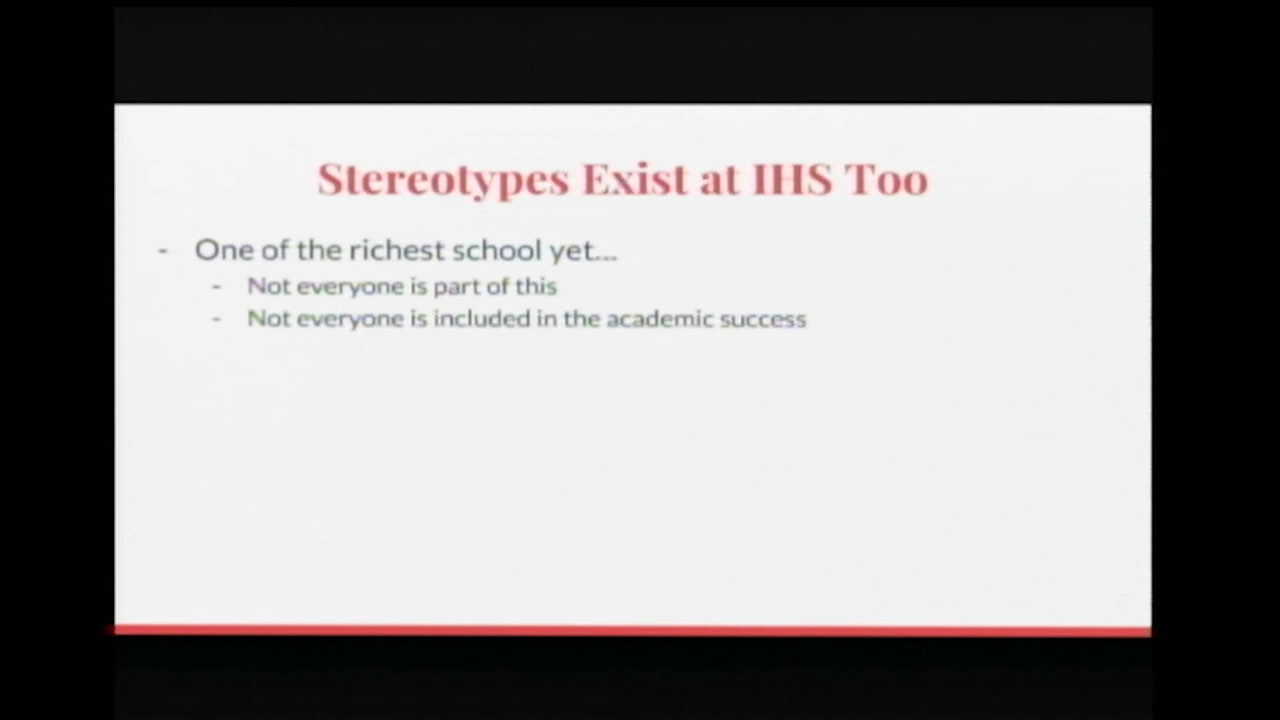 Stereotypes Exist at IHS Too
- One of the richest school yet...
- Not everyone is part of this
- Not everyone is included in the academic success